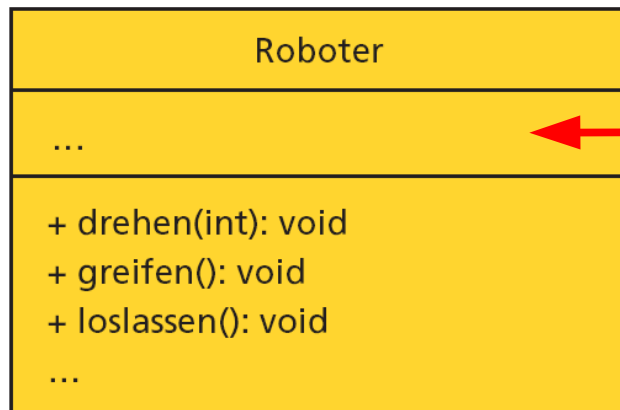 Roboter
...
+ drehen(int): void
+ greifen(): void
+ loslassen(): void
...